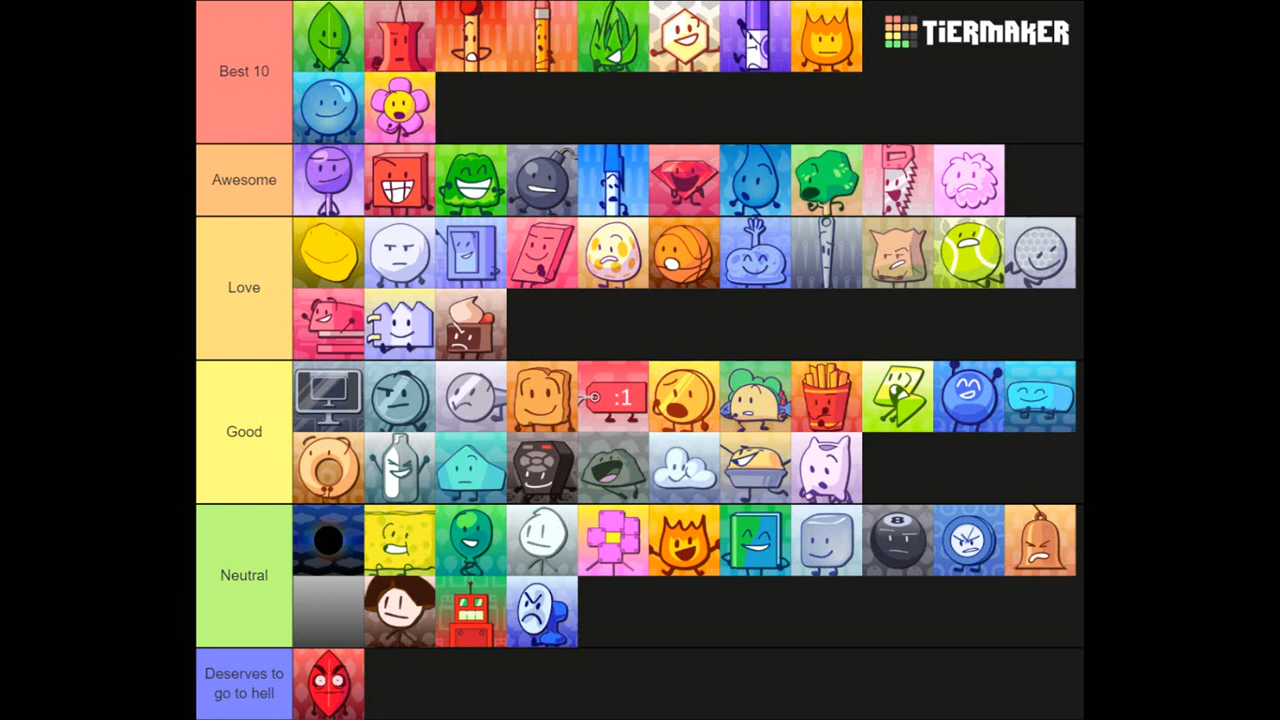 Best 10
TiERMAKER
Awesome
Love
Good
:1
Neutral
8
Deserves to
go to hell